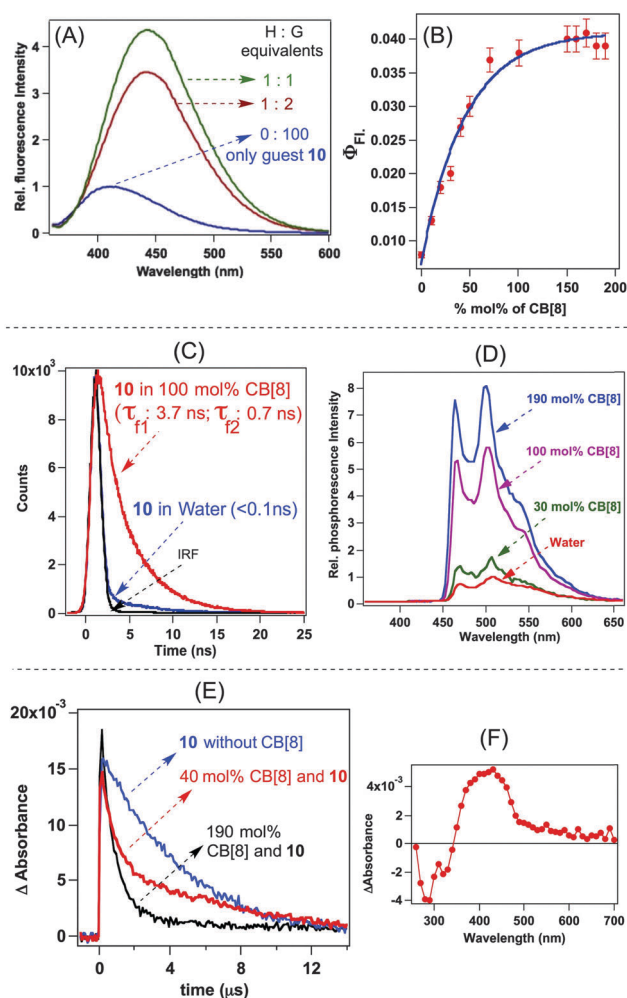 (A)
H : G
equivalents
1 : 1
1 : 2
0 : 100
only guest 10
Rel. fluorescence Intensity
4
3
2
1
0
400
450
500
550
600
Wavelength (nm)
(B)
ΦFl.
0.040
0.035
0.030
0.025
0.020
0.015
0.010
0
50
100
150
200
% mol% of CB[8]
(C)
10x10³
8
6
4
2
0
Counts
10 in 100 mol% CB[8]
(τf1: 3.7 ns; τf2: 0.7 ns)
10 in Water (<0.1ns)
IRF
0
5
10
15
20
25
Time (ns)
(D)
Rel. phosphorescence Intensity
8
7
6
5
4
3
2
1
0
190 mol% CB[8]
100 mol% CB[8]
30 mol% CB[8]
Water
400
450
500
550
600
650
Wavelength (nm)
(E)
20x10⁻³
15
10
5
0
Δ Absorbance
10 without CB[8]
40 mol% CB[8] and 10
190 mol%
CB[8] and 10
0
4
8
12
time (μs)
(F)
ΔAbsorbance
4x10⁻³
2
0
-2
-4
300
400
500
600
700
Wavelength (nm)